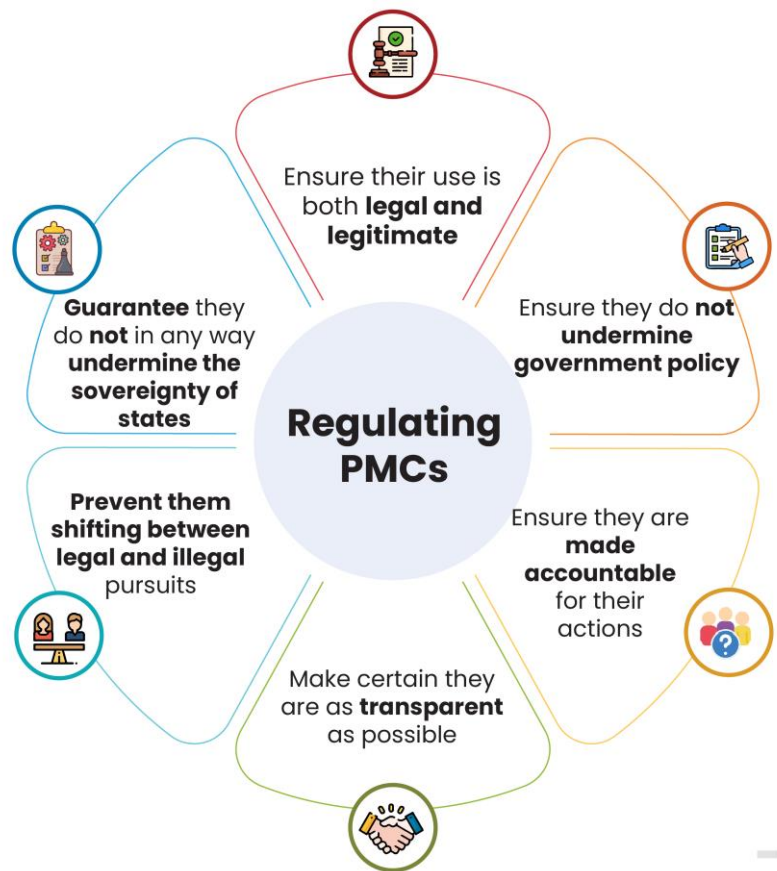 Regulating
PMCs
Ensure their use is
both legal and
legitimate
Ensure they do not
undermine
government policy
Ensure they are
made
accountable
for their
actions
Make certain they
are as transparent
as possible
Prevent them
shifting between
legal and illegal
pursuits
Guarantee they
do not in any way
undermine the
sovereignty of
states
?